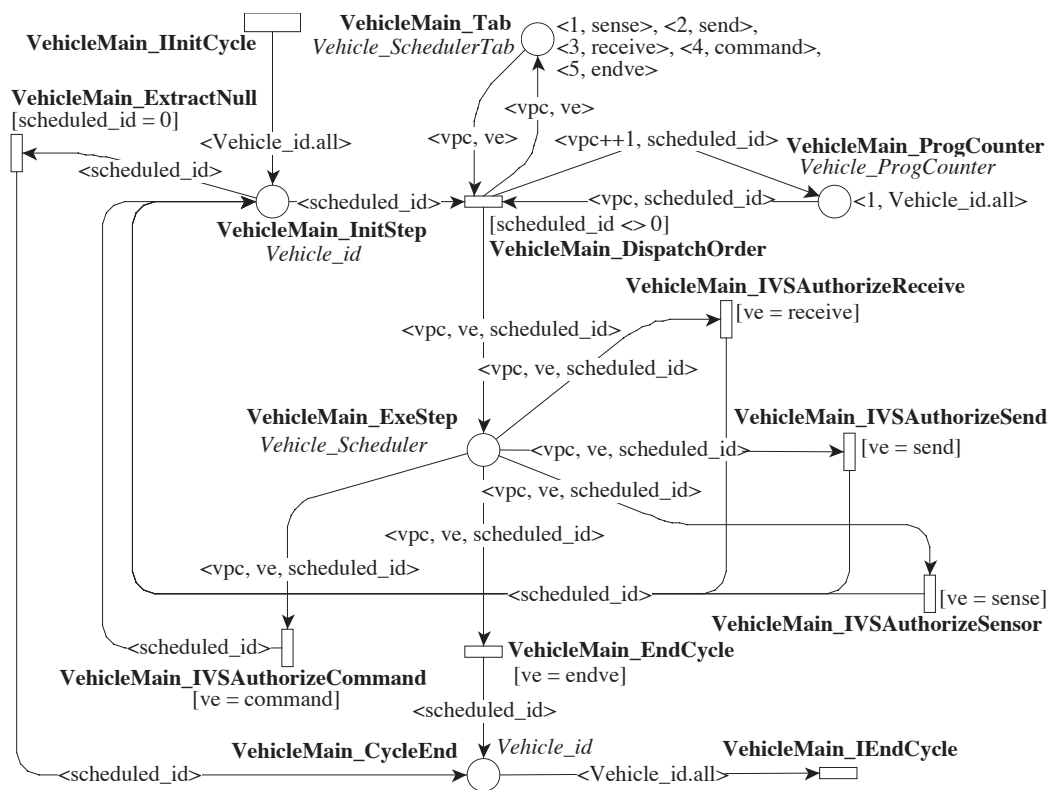 VehicleMain_IInitCycle
VehicleMain_Tab
Vehicle_SchedulerTab
<1, sense>, <2, send>,
<3, receive>, <4, command>,
<5, endve>
VehicleMain_ExtractNull
[scheduled_id = 0]
<vpc, ve>
<vpc, ve>
<Vehicle_id.all>
<vpc++1, scheduled_id>
VehicleMain_ProgCounter
Vehicle_ProgCounter
<scheduled_id>
<scheduled_id>
<vpc, scheduled_id>
<1, Vehicle_id.all>
VehicleMain_InitStep
Vehicle_id
[scheduled_id <> 0]
VehicleMain_DispatchOrder
VehicleMain_IVSAuthorizeReceive
[ve = receive]
<vpc, ve, scheduled_id>
<vpc, ve, scheduled_id>
VehicleMain_ExeStep
Vehicle_Scheduler
VehicleMain_IVSAuthorizeSend
[ve = send]
<vpc, ve, scheduled_id>
<vpc, ve, scheduled_id>
<vpc, ve, scheduled_id>
<vpc, ve, scheduled_id>
<scheduled_id>
[ve = sense]
VehicleMain_IVSAuthorizeSensor
<scheduled_id>
VehicleMain_IVSAuthorizeCommand
[ve = command]
VehicleMain_EndCycle
[ve = endve]
<scheduled_id>
VehicleMain_CycleEnd
Vehicle_id
VehicleMain_IEndCycle
<scheduled_id>
<Vehicle_id.all>